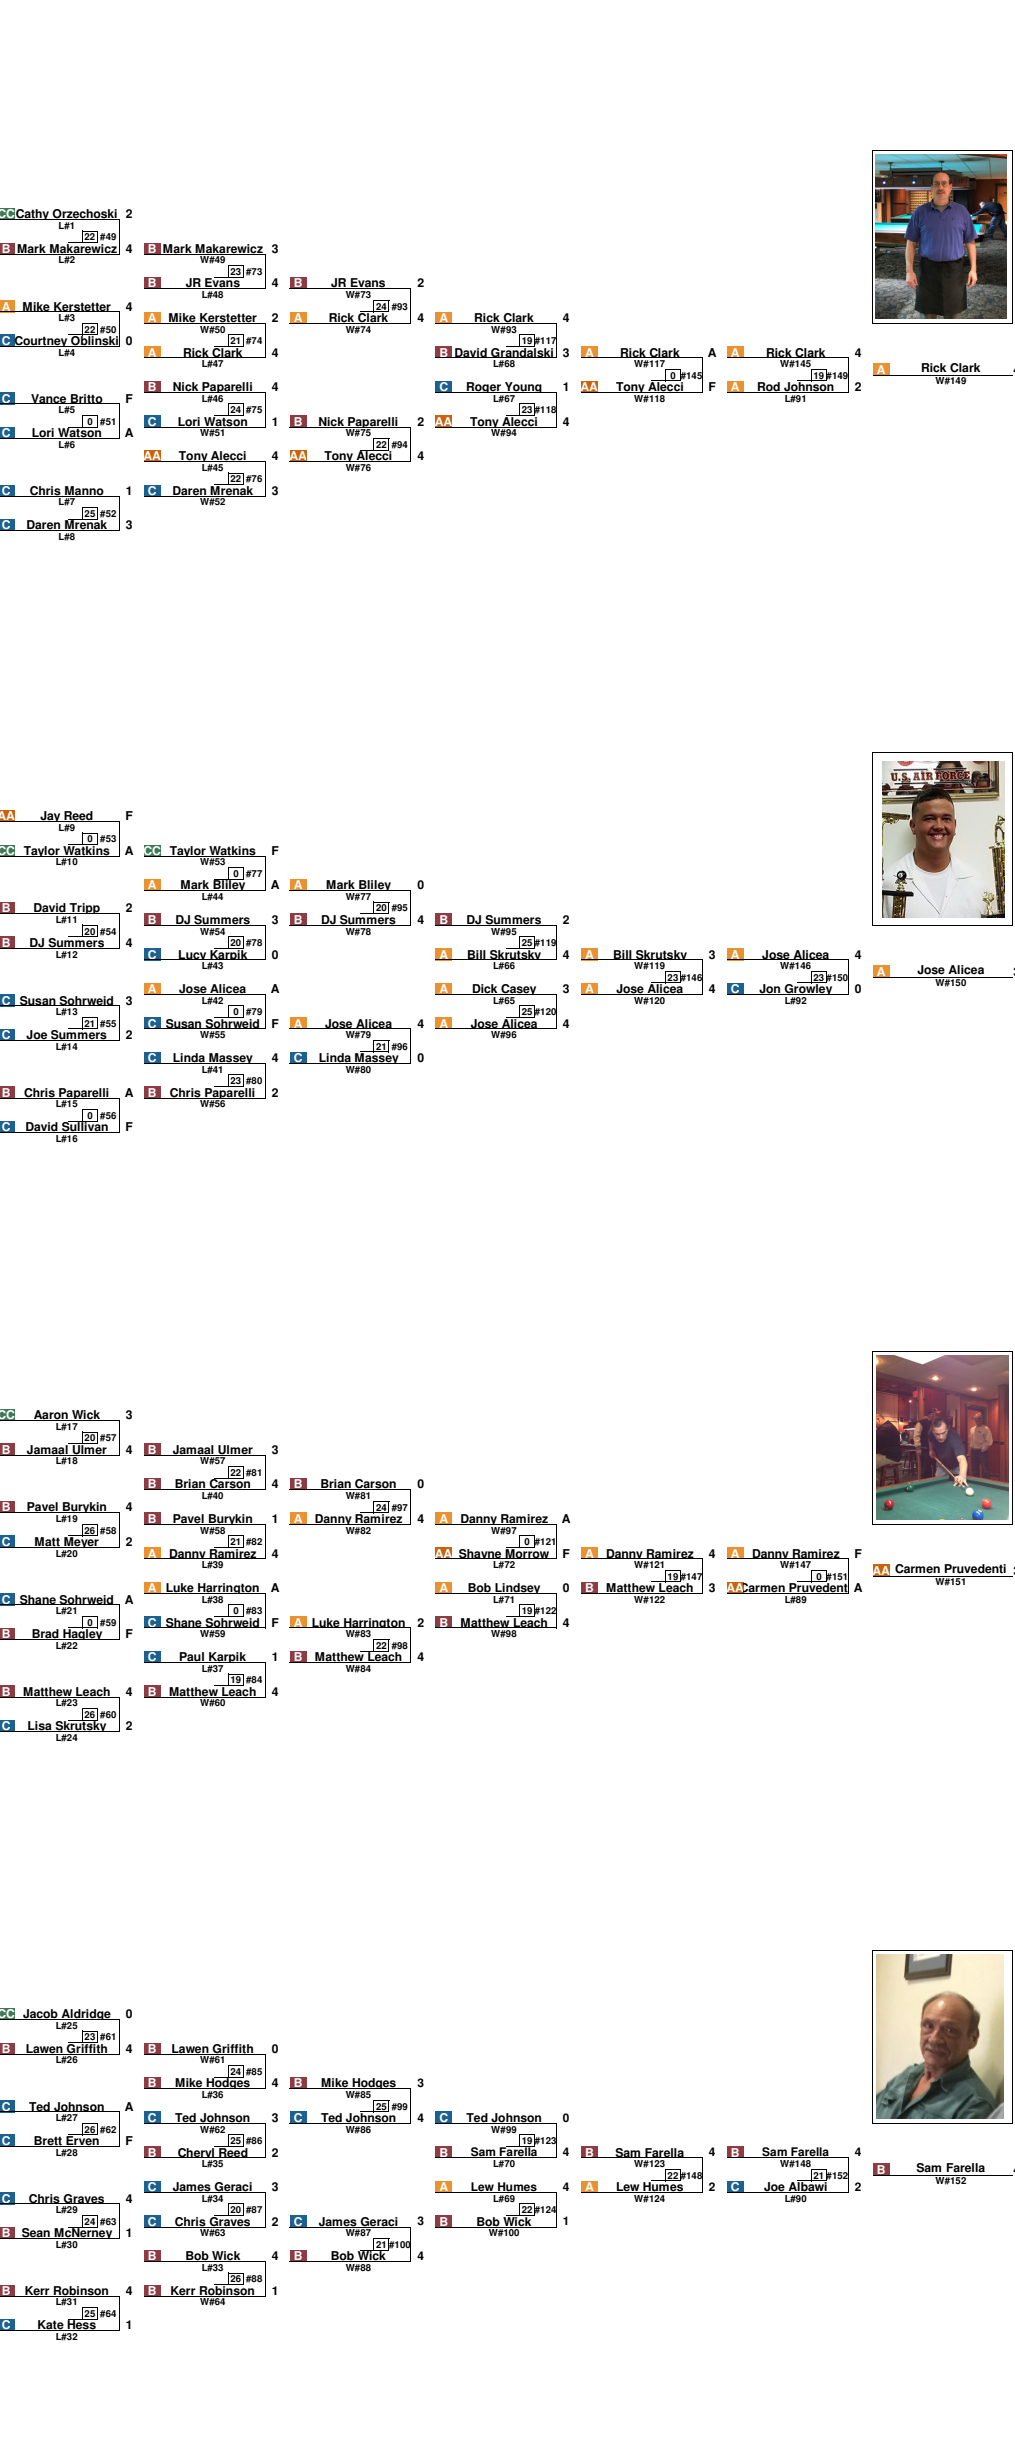 CC Cathy Orzechoski 2
L#1
22 #49
B Mark Makarewicz 4
L#2
A Mike Kerstetter 4
L#3
22 #50
C Courtney Oblinski 0
L#4
C Vance Britto F
L#5
0 #51
C Lori Watson A
L#6
C Chris Manno 1
L#7
25 #52
C Daren Mrenak 3
L#8
B Mark Makarewicz 3
W#49
23 #73
B JR Evans 4
L#48
A Mike Kerstetter 2
W#50
21 #74
A Rick Clark 4
L#47
B Nick Paparelli 4
L#46
24 #75
C Lori Watson 1
W#51
AA Tony Alecci 4
L#45
22 #76
C Daren Mrenak 3
W#52
B JR Evans 2
W#73
24 #93
A Rick Clark 4
W#74
B Nick Paparelli 2
W#75
22 #94
AA Tony Alecci 4
W#76
A Rick Clark 4
W#93
19 #117
B David Grandalski 3
L#68
C Roger Young 1
L#67
23 #118
AA Tony Alecci 4
W#94
A Rick Clark A
W#117
0 #145
AA Tony Alecci F
W#118
A Rick Clark 4
W#145
19 #149
A Rod Johnson 2
L#91
A Rick Clark
W#149
AA Jay Reed F
L#9
0 #53
CC Taylor Watkins A
L#10
B David Tripp 2
L#11
20 #54
B DJ Summers 4
L#12
C Susan Sohrweid 3
L#13
21 #55
C Joe Summers 2
L#14
B Chris Paparelli A
L#15
0 #56
C David Sullivan F
L#16
CC Taylor Watkins F
W#53
0 #77
A Mark Bliley A
L#44
B DJ Summers 3
W#54
20 #78
C Lucy Karpik 0
L#43
A Jose Alicea A
L#42
0 #79
C Susan Sohrweid F
W#55
C Linda Massey 4
L#41
23 #80
B Chris Paparelli 2
W#56
A Mark Bliley 0
W#77
20 #95
B DJ Summers 4
W#78
A Jose Alicea 4
W#79
21 #96
C Linda Massey 0
W#80
B DJ Summers 2
W#95
25 #119
A Bill Skrutsky 4
L#66
A Dick Casey 3
L#65
25 #120
A Jose Alicea 4
W#96
A Bill Skrutsky 3
W#119
23 #146
A Jose Alicea 4
W#120
A Jose Alicea 4
W#146
23 #150
C Jon Growley 0
L#92
U.S. AIR FORCE
A Jose Alicea
W#150
CC Aaron Wick 3
L#17
20 #57
B Jamaal Ulmer 4
L#18
B Pavel Burykin 4
L#19
26 #58
C Matt Meyer 2
L#20
C Shane Sohrweid A
L#21
0 #59
B Brad Hagley F
L#22
B Matthew Leach 4
L#23
26 #60
C Lisa Skrutsky 2
L#24
B Jamaal Ulmer 3
W#57
22 #81
B Brian Carson 4
L#40
B Pavel Burykin 1
W#58
21 #82
A Danny Ramirez 4
L#39
A Luke Harrington A
L#38
0 #83
C Shane Sohrweid F
W#59
C Paul Karpik 1
L#37
19 #84
B Matthew Leach 4
W#60
B Brian Carson 0
W#81
24 #97
A Danny Ramirez 4
W#82
A Luke Harrington 2
W#83
22 #98
B Matthew Leach 4
W#84
A Danny Ramirez A
W#97
0 #121
AA Shayne Morrow F
L#72
A Bob Lindsey 0
L#71
19 #122
B Matthew Leach 4
W#98
A Danny Ramirez 4
W#121
19 #147
B Matthew Leach 3
W#122
A Danny Ramirez F
W#147
0 #151
AA Carmen Pruvedent A
L#89
AA Carmen Pruvedenti
W#151
CC Jacob Aldridge 0
L#25
23 #61
B Lawen Griffith 4
L#26
C Ted Johnson A
L#27
26 #62
C Brett Erven F
L#28
C Chris Graves 4
L#29
24 #63
B Sean McNerney 1
L#30
B Kerr Robinson 4
L#31
25 #64
C Kate Hess 1
L#32
B Lawen Griffith 0
W#61
24 #85
B Mike Hodges 4
L#36
C Ted Johnson 3
W#62
25 #86
B Cheryl Reed 2
L#35
C James Geraci 3
L#34
20 #87
C Chris Graves 2
W#63
B Bob Wick 4
L#33
26 #88
B Kerr Robinson 1
W#64
B Mike Hodges 3
W#85
25 #99
C Ted Johnson 4
W#86
C James Geraci 3
W#87
21 #100
B Bob Wick 4
W#88
C Ted Johnson 0
W#99
19 #123
B Sam Farella 4
L#70
A Lew Humes 4
L#69
22 #124
B Bob Wick 1
W#100
B Sam Farella 4
W#123
22 #148
A Lew Humes 2
W#124
B Sam Farella 4
W#148
21 #152
C Joe Albawi 2
L#90
B Sam Farella
W#152